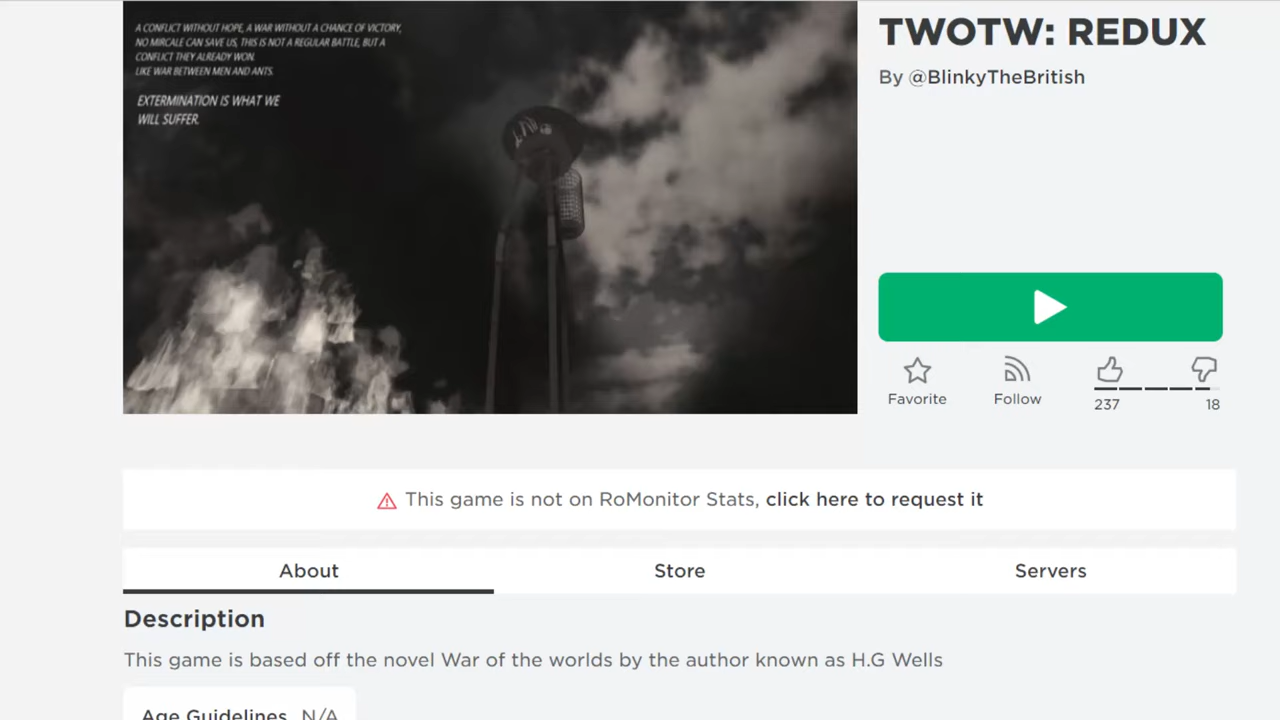 A CONFLICT WITHOUT HOPE, A WAR WITHOUT A CHANCE OF VICTORY,
NO MIRCALE CAN SAVE US, THIS IS NOT A REGULAR BATTLE, BUT A
CONFLICT THEY ALREADY WON.
LIKE WAR BETWEEN MEN AND ANTS.
EXTERMINATION IS WHAT WE
WILL SUFFER.
TWOTW: REDUX
By @BlinkyTheBritish
Favorite
Follow
237
18
This game is not on RoMonitor Stats, click here to request it
About
Store
Servers
Description
This game is based off the novel War of the worlds by the author known as H.G Wells
Age Guidelines N/A